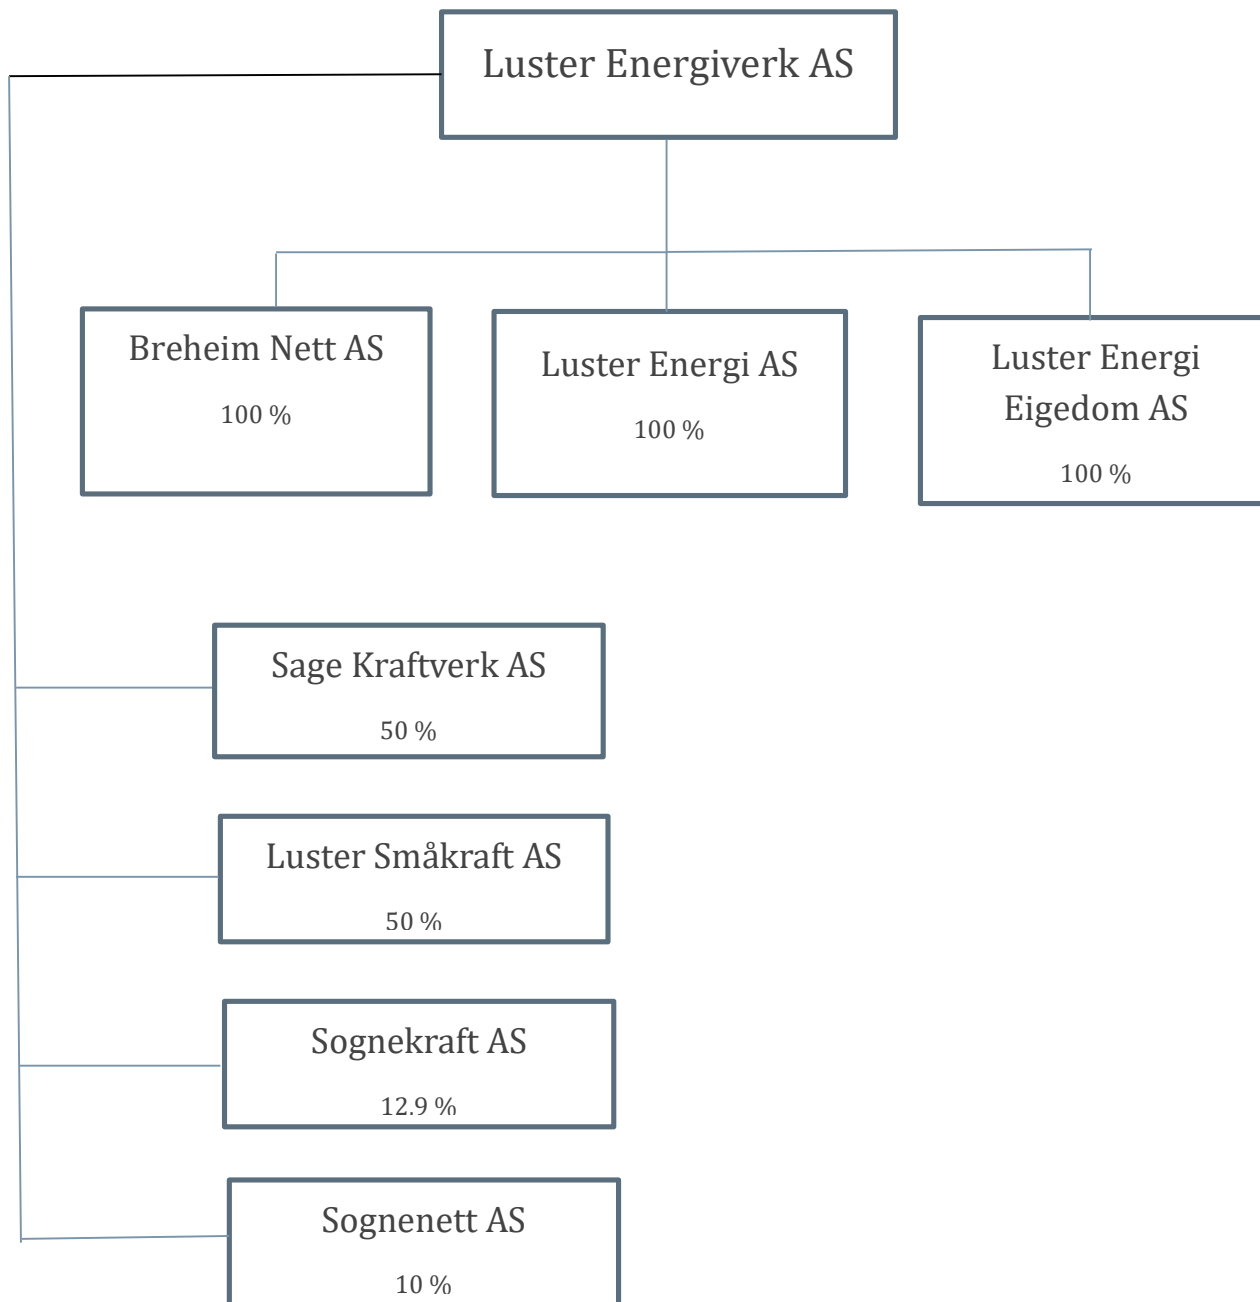 Luster Energiverk AS
Breheim Nett AS
100 %
Luster Energi AS
100 %
Luster Energi
Eigedom AS
100 %
Sage Kraftverk AS
50 %
Luster Småkraft AS
50 %
Sognekraft AS
12.9 %
Sognenett AS
10 %